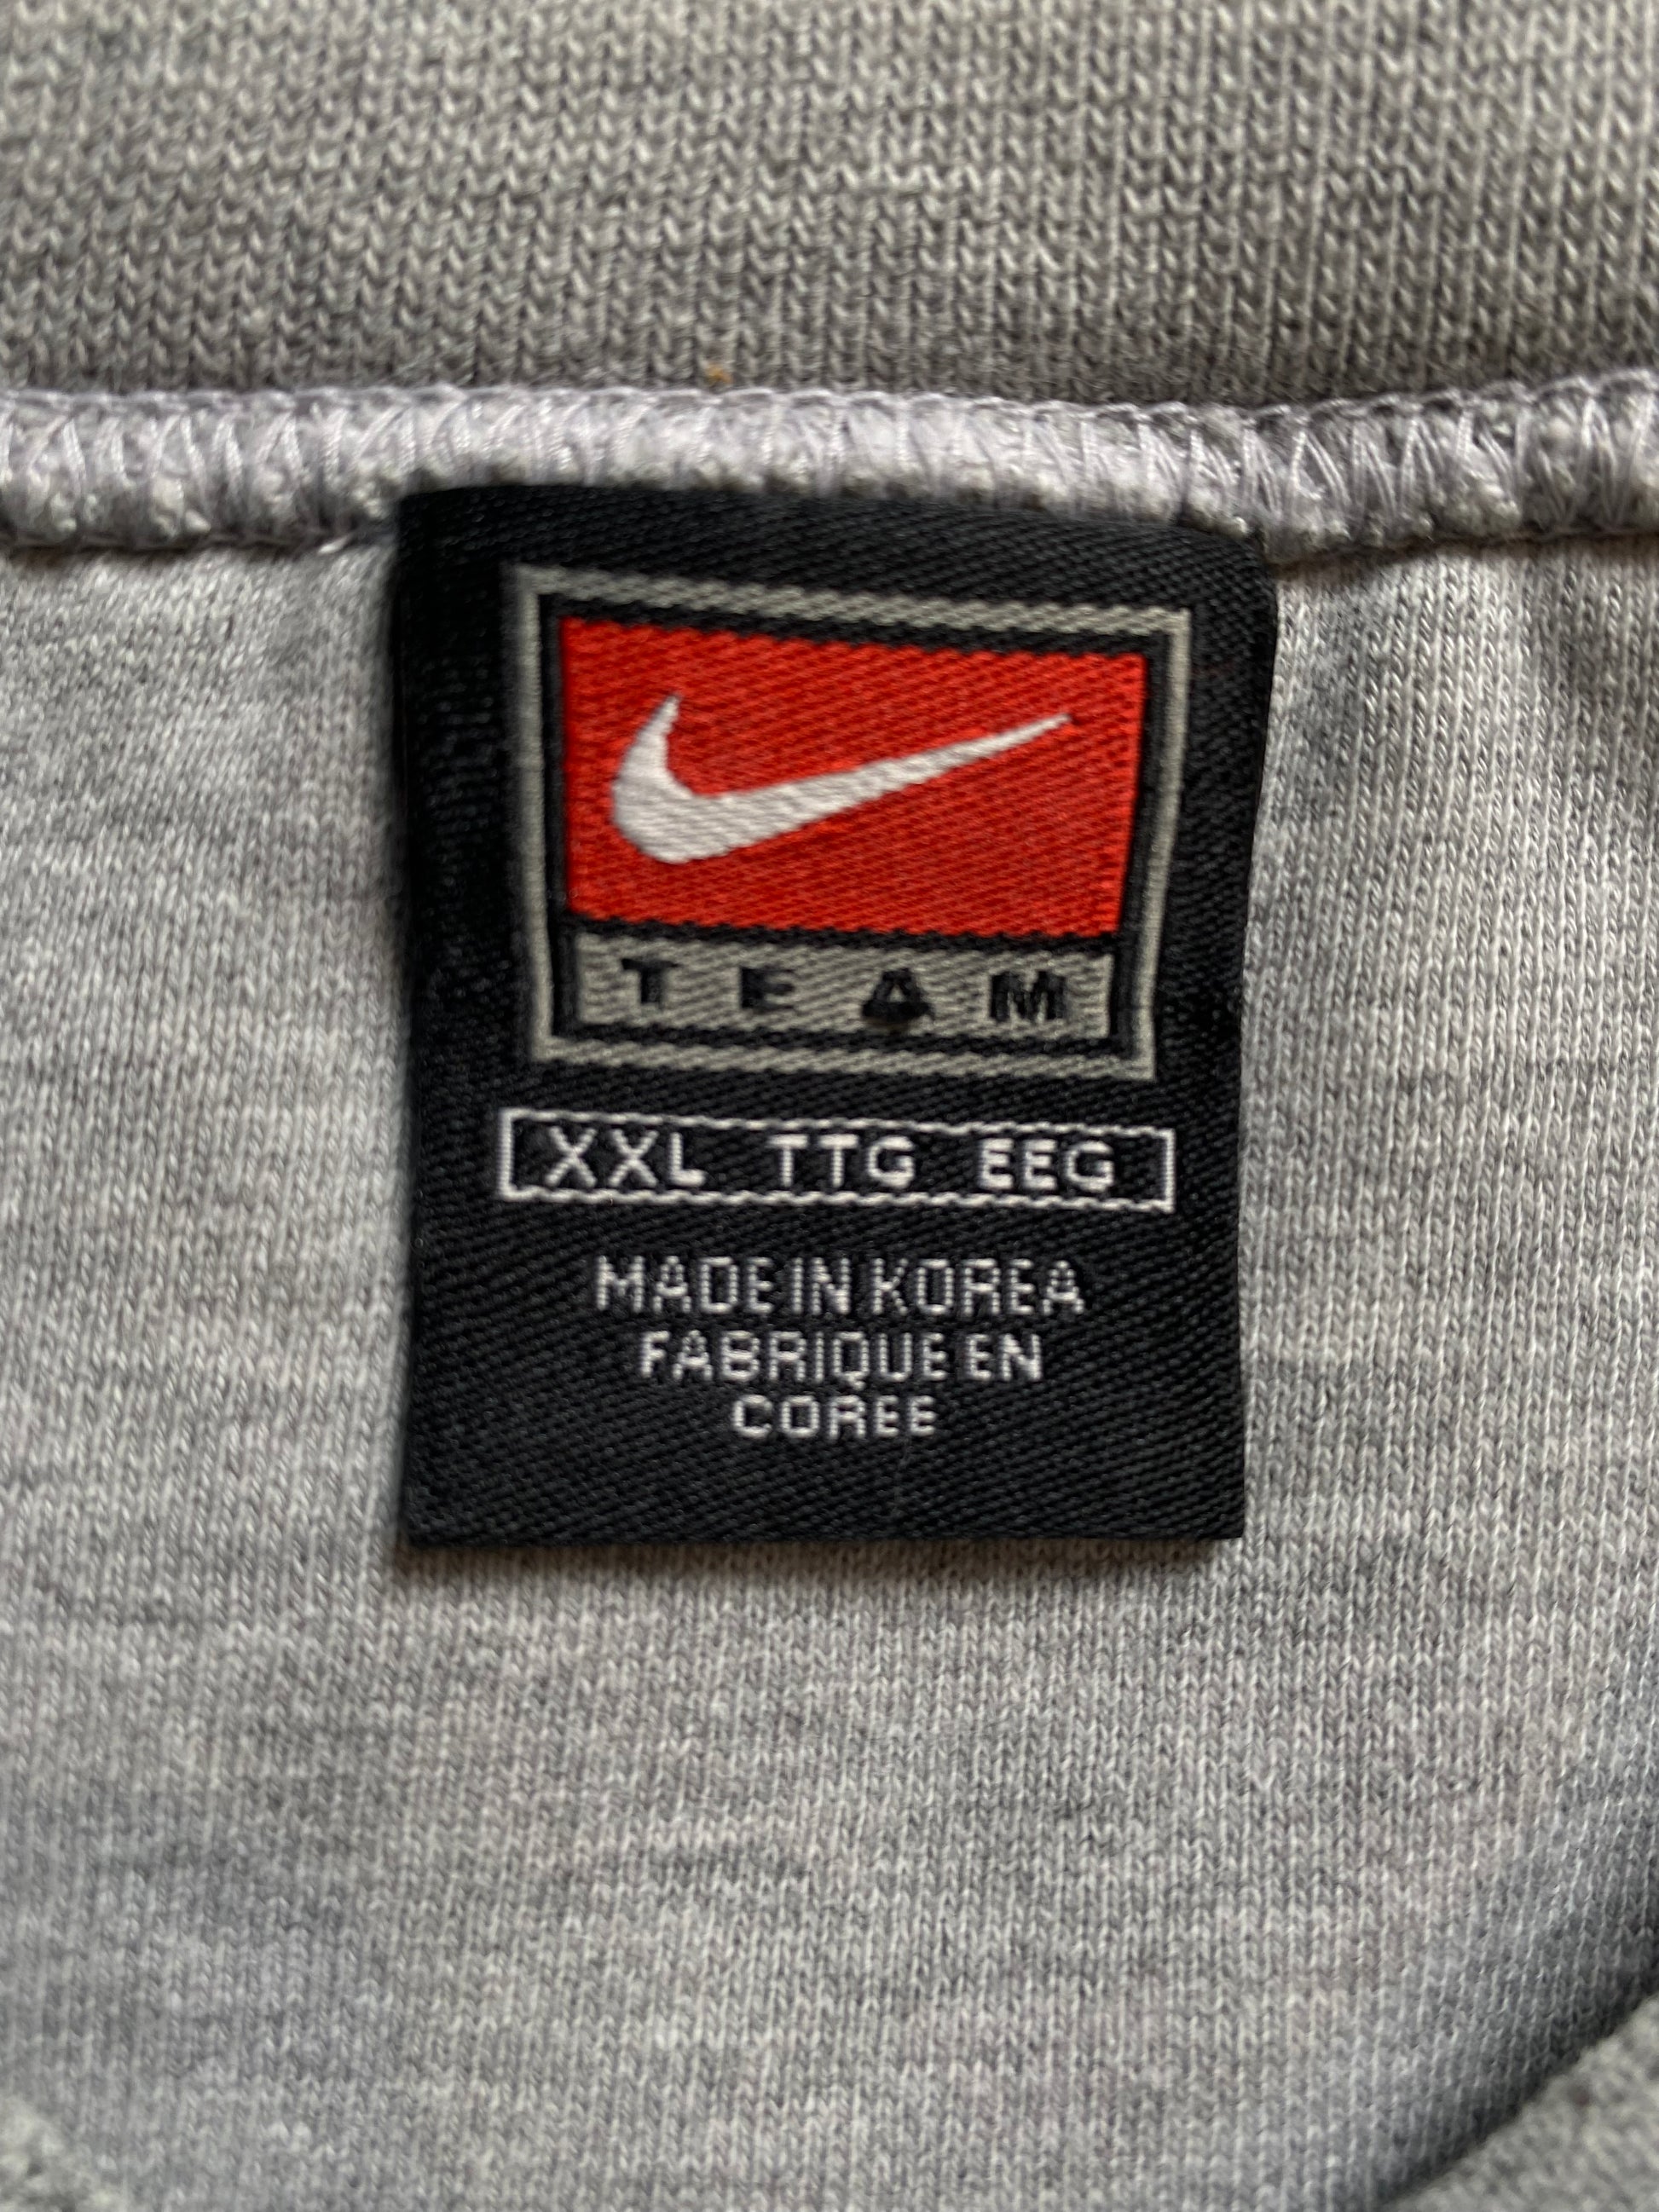 TEAM
XXL TTG EEG
MADE IN KOREA
FABRIQUE EN
COREE